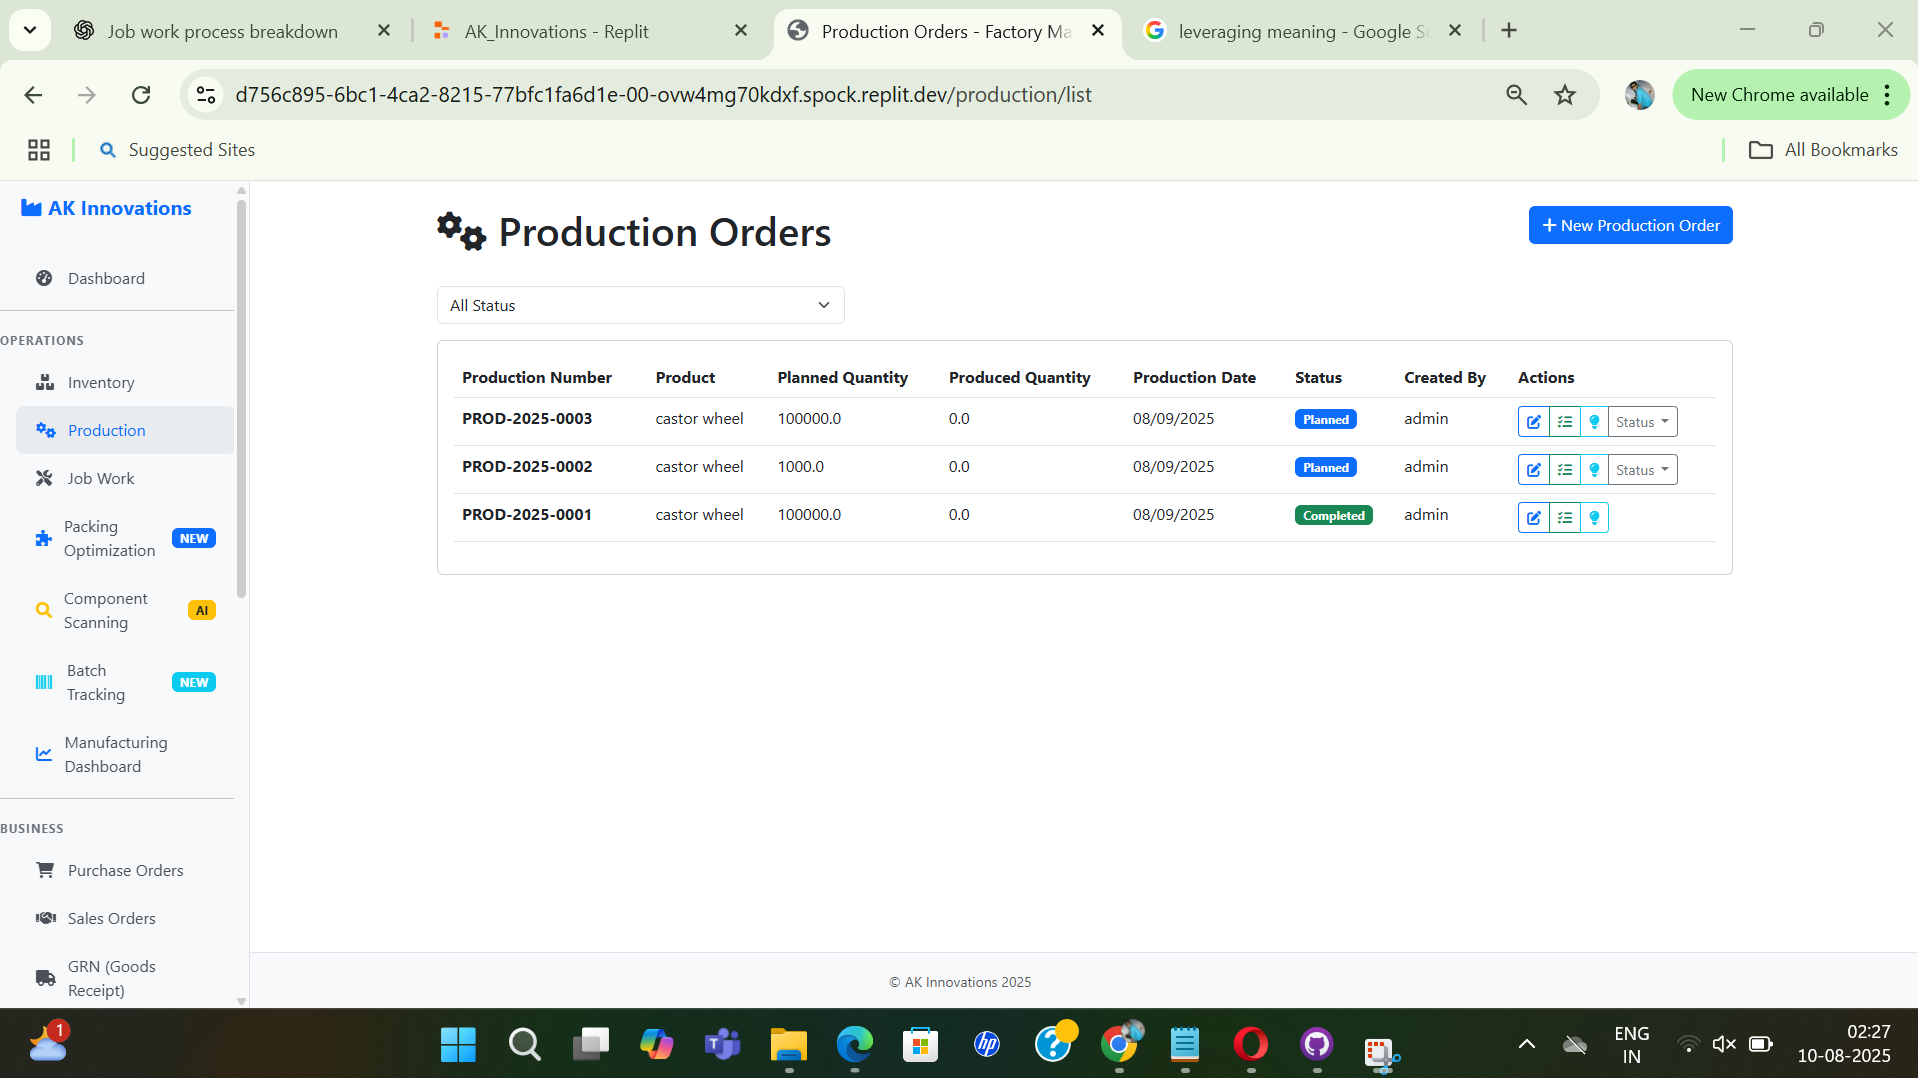 Job work process breakdown
AK_Innovations - Replit
Production Orders - Factory Ma
leveraging meaning - Google S
d756c895-6bc1-4ca2-8215-77bfc1fa6d1e-00-ovw4mg70kdxf.spock.replit.dev/production/list
New Chrome available
Suggested Sites
All Bookmarks
AK Innovations
Dashboard
OPERATIONS
Inventory
Production
Job Work
Packing
Optimization
NEW
Component
Scanning
AI
Batch
Tracking
NEW
Manufacturing
Dashboard
BUSINESS
Purchase Orders
Sales Orders
GRN (Goods
Receipt)
Production Orders
+ New Production Order
All Status
Production Number Product Planned Quantity Produced Quantity Production Date Status Created By Actions
PROD-2025-0003 castor wheel 100000.0 0.0 08/09/2025 Planned admin Status
PROD-2025-0002 castor wheel 1000.0 0.0 08/09/2025 Planned admin Status
PROD-2025-0001 castor wheel 100000.0 0.0 08/09/2025 Completed admin
© AK Innovations 2025
1
hp
ENG
IN
02:27
10-08-2025